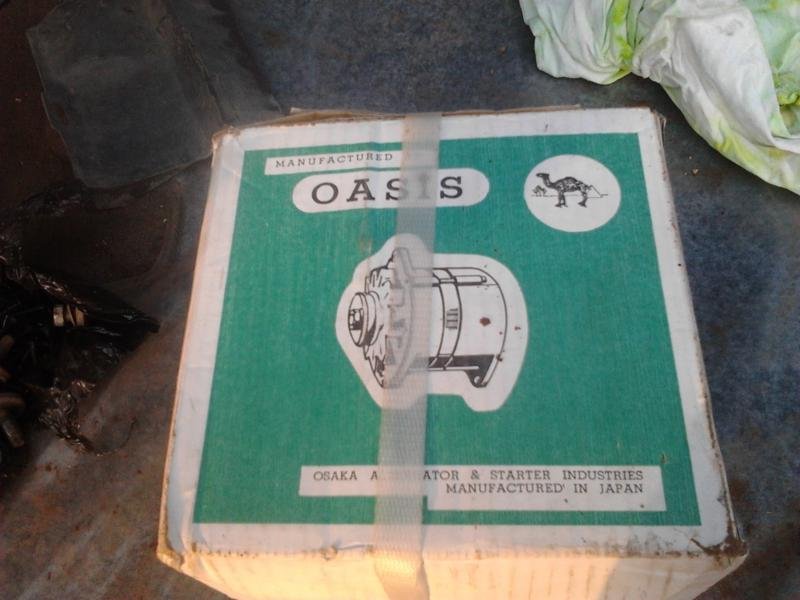 MANUFACTURED
OASIS
OSAKA & STARTER INDUSTRIES
MANUFACTURED IN JAPAN